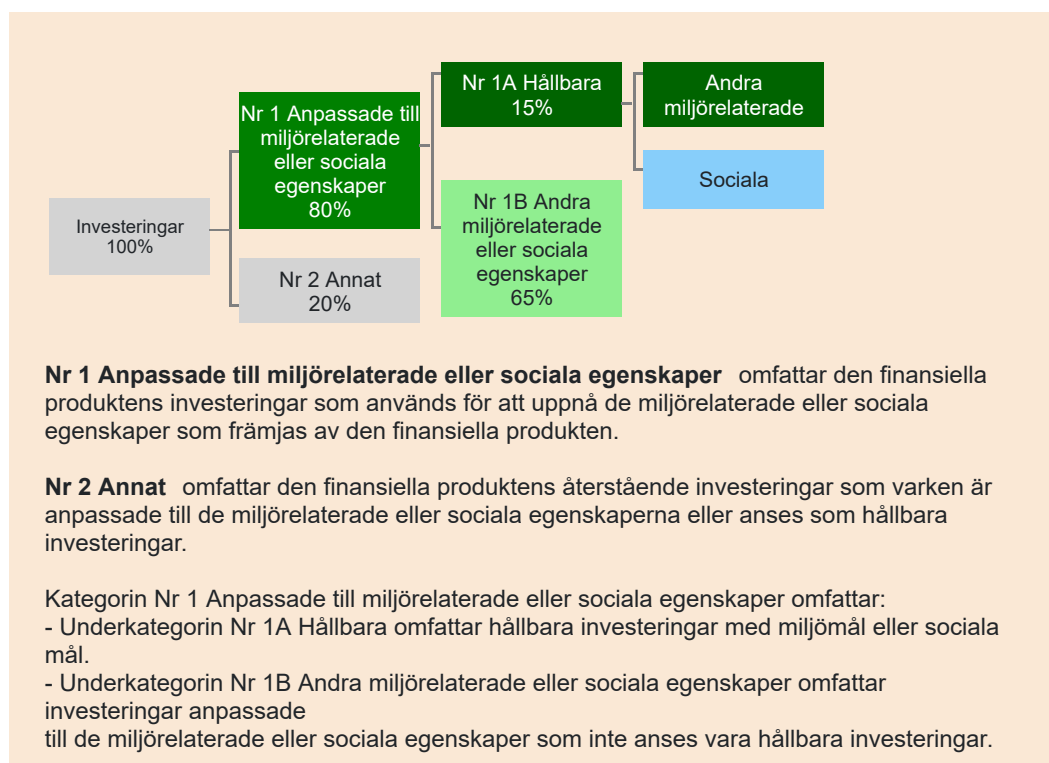 Investeringar
100%
Nr 1 Anpassade till
miljörelaterade
eller sociala
egenskaper
80%
Nr 2 Annat
20%
Nr 1A Hållbara
15%
Nr 1B Andra
miljörelaterade
eller sociala
egenskaper
65%
Andra
miljörelaterade
Sociala
Nr 1 Anpassade till miljörelaterade eller sociala egenskaper omfattar den finansiella
produktens investeringar som används för att uppnå de miljörelaterade eller sociala
egenskaper som främjas av den finansiella produkten.
Nr 2 Annat omfattar den finansiella produktens återstående investeringar som varken är
anpassade till de miljörelaterade eller sociala egenskaperna eller anses som hållbara
investeringar.
Kategorin Nr 1 Anpassade till miljörelaterade eller sociala egenskaper omfattar:
- Underkategorin Nr 1A Hållbara omfattar hållbara investeringar med miljömål eller sociala
mål.
- Underkategorin Nr 1B Andra miljörelaterade eller sociala egenskaper omfattar
investeringar anpassade
till de miljörelaterade eller sociala egenskaper som inte anses vara hållbara investeringar.